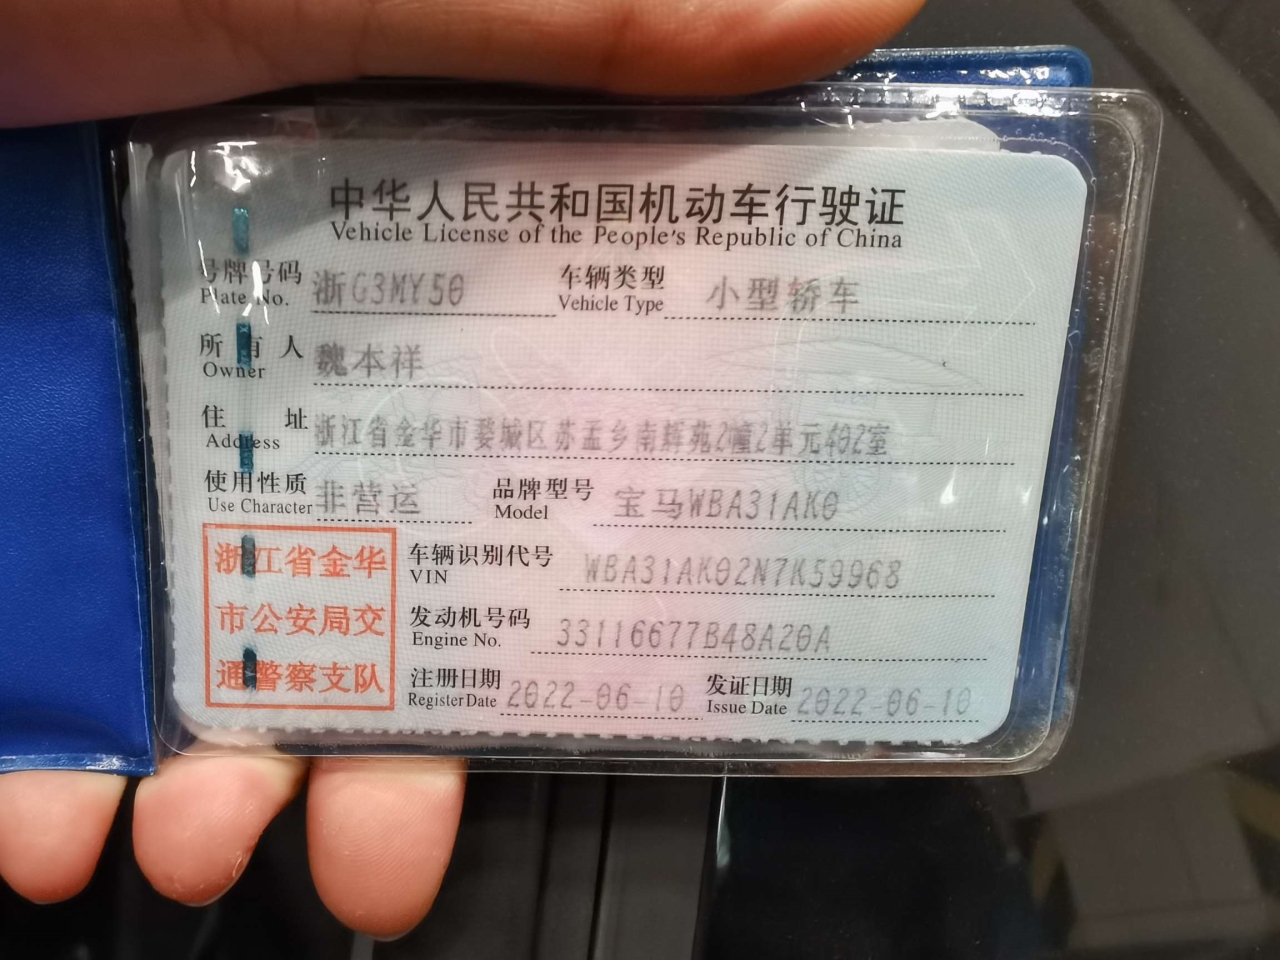 中华人民共和国机动车行驶证
Vehicle License of the People's Republic of China
号牌号码 浙G3MY50 车辆类型 小型轿车
Plate No. Vehicle Type
所有人 魏本祥
Owner
住址 浙江省金华市婺城区苏孟乡南辉苑2幢2单元402室
Address
使用性质 非营运 品牌型号 宝马WBA31AK0
Use Character Model
浙江省金华
市公安局交
通警察支队
车辆识别代号 WBA31AK02N7K59968
VIN
发动机号码 33116677B48A20A
Engine No.
注册日期 2022-06-10 发证日期 2022-06-10
Register Date Issue Date